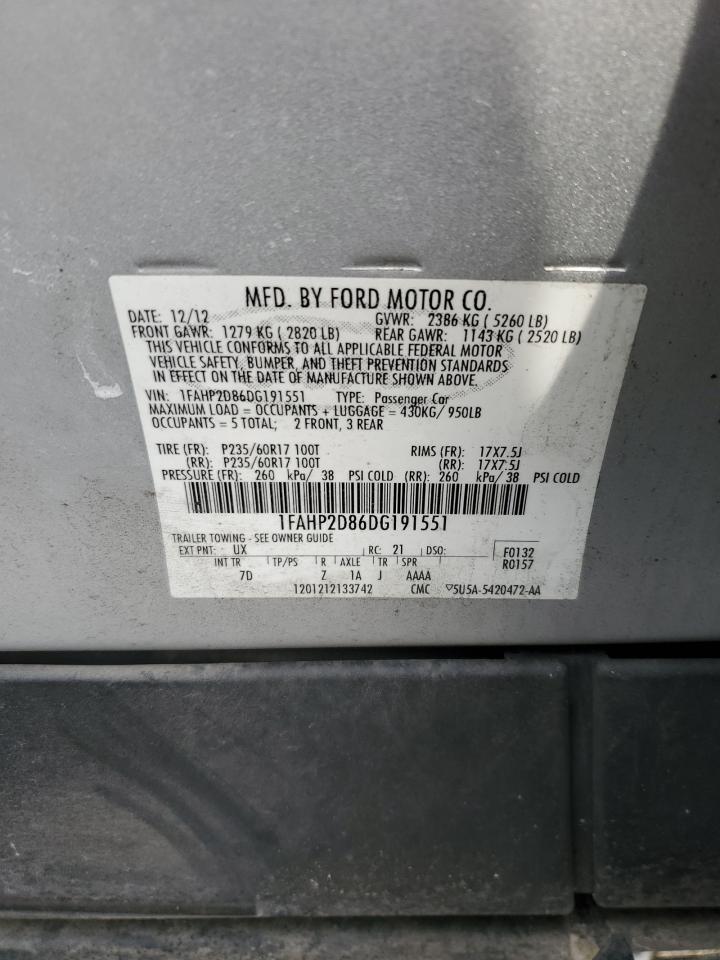 MFD. BY FORD MOTOR CO.
DATE: 12/12 GVWR: 2386 KG ( 5260 LB)
FRONT GAWR: 1279 KG ( 2820 LB) REAR GAWR: 1143 KG ( 2520 LB)
THIS VEHICLE CONFORMS TO ALL APPLICABLE FEDERAL MOTOR
VEHICLE SAFETY, BUMPER, AND THEFT PREVENTION STANDARDS
IN EFFECT ON THE DATE OF MANUFACTURE SHOWN ABOVE.
VIN: 1FAHP2D86DG191551 TYPE: Passenger Car
MAXIMUM LOAD = OCCUPANTS + LUGGAGE = 430KG/ 950LB
OCCUPANTS = 5 TOTAL; 2 FRONT, 3 REAR
TIRE (FR): P235/60R17 100T RIMS (FR): 17X7.5J
(RR): P235/60R17 100T (RR): 17X7.5J
PRESSURE (FR): 260 kPa/ 38 PSI COLD (RR): 260 kPa/ 38 PSI COLD
1FAHP2D86DG191551
TRAILER TOWING - SEE OWNER GUIDE
EXT PNT: UX RC: 21 DSO: F0132
INT TR TP/PS R AXLE TR SPR R0157
7D Z 1A J AAAA
1201212133742 CMC ▽5U5A-5420472-AA